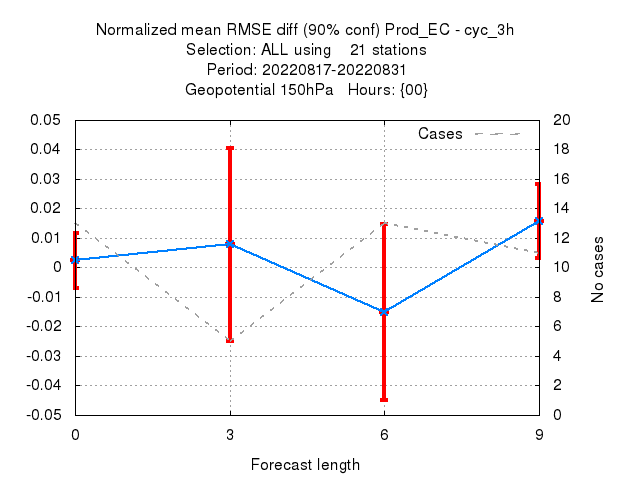 Normalized mean RMSE diff (90% conf) Prod_EC - cyc_3h
Selection: ALL using 21 stations
Period: 20220817-20220831
Geopotential 150hPa Hours: {00}
Cases
0.05
0.04
0.03
0.02
0.01
0
-0.01
-0.02
-0.03
-0.04
-0.05
20
18
16
14
12
10
8
6
4
2
0
No cases
0 3 6 9
Forecast length